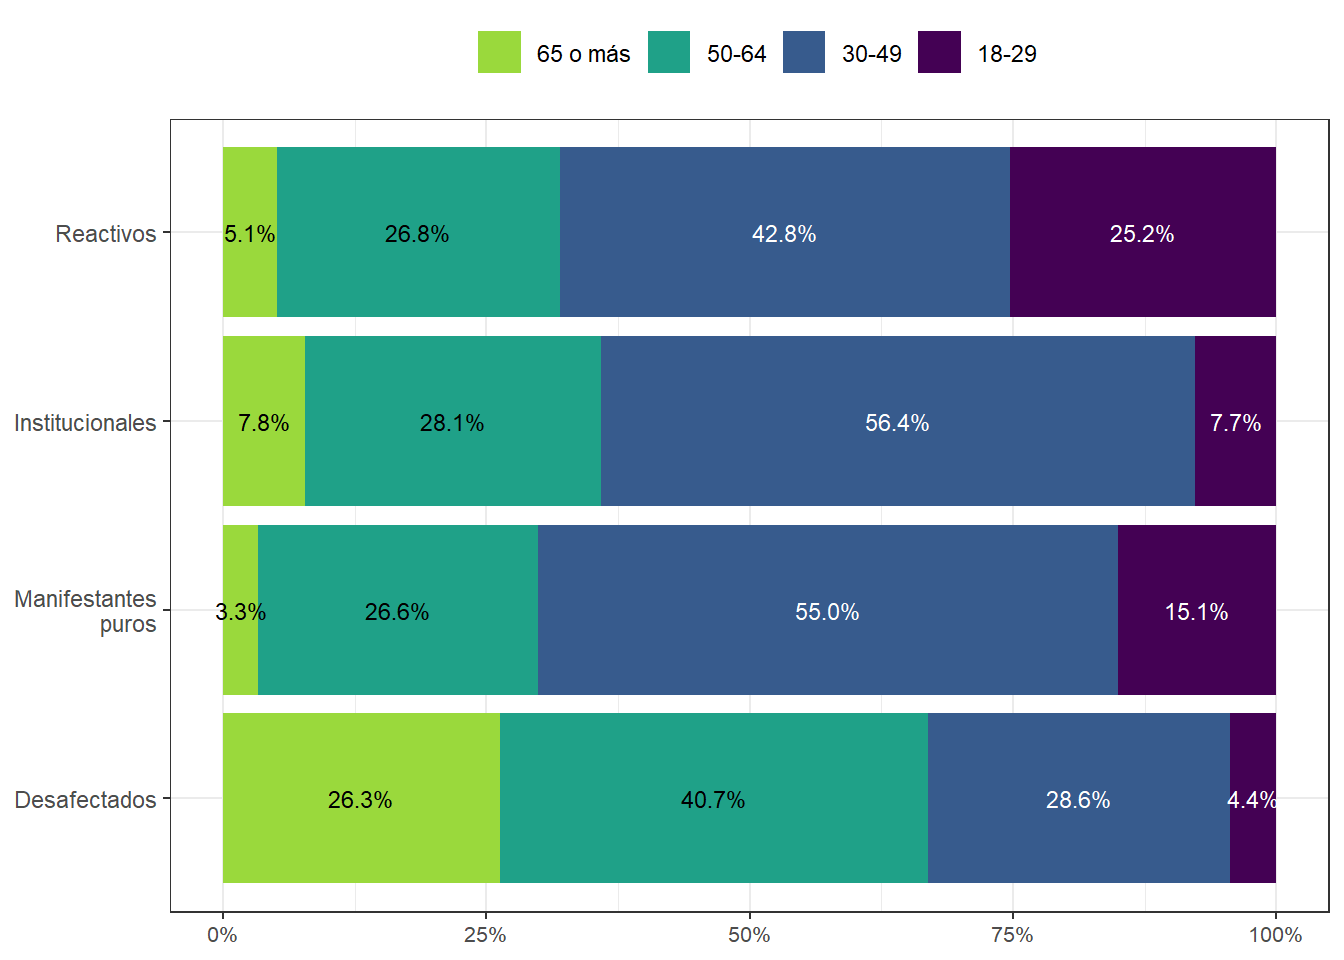 65 o más 50-64 30-49 18-29
Reactivos 5.1% 26.8% 42.8% 25.2%
Institucionales 7.8% 28.1% 56.4% 7.7%
Manifestantes
puros 3.3% 26.6% 55.0% 15.1%
Desafectados 26.3% 40.7% 28.6% 4.4%
0% 25% 50% 75% 100%